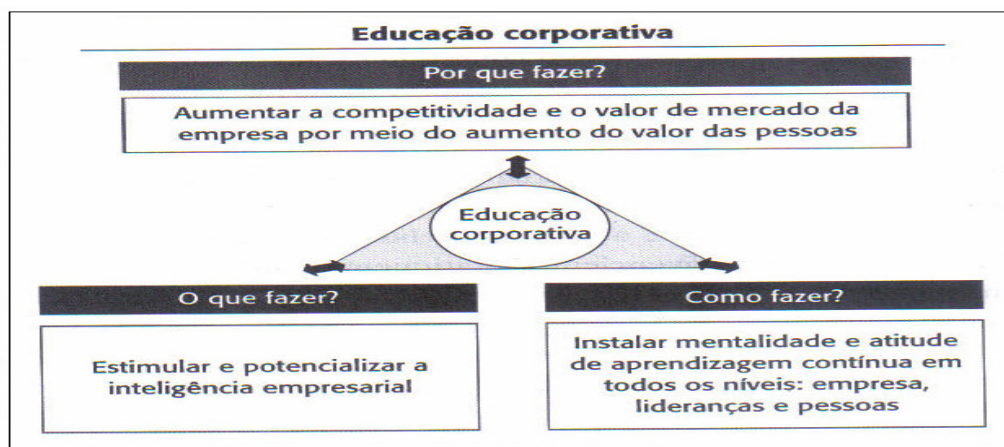 Educação corporativa
Por que fazer?
Aumentar a competitividade e o valor de mercado da
empresa por meio do aumento do valor das pessoas
Educação
corporativa
O que fazer?
Estimular e potencializar a
inteligência empresarial
Como fazer?
Instalar mentalidade e atitude
de aprendizagem contínua em
todos os níveis: empresa,
lideranças e pessoas